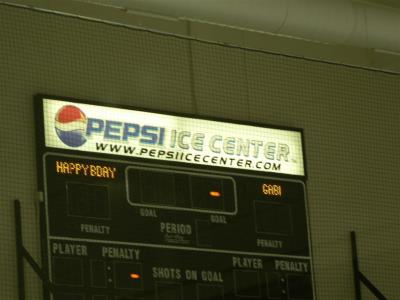 PEPSI ICE CENTER
WWW.PEPSIICECENTER.COM
HAPPYBDAY GABI
GOAL GOAL
PENALTY PERIOD PENALTY
PLAYER PENALTY PLAYER PENALTY
SHOTS ON GOAL